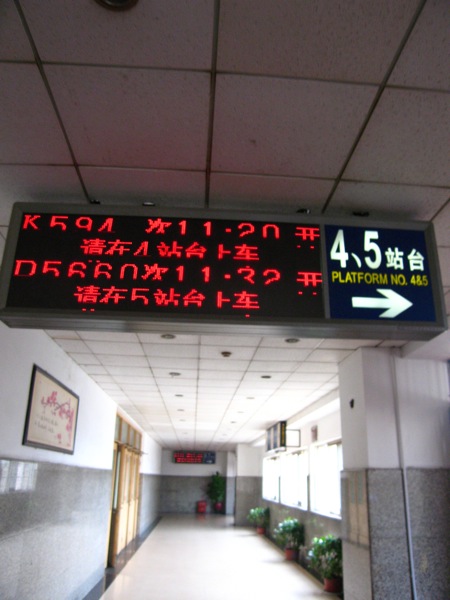 K594 次11:20 开
请在4站台上车
D5660次11:32 开
请在5站台上车
4、5站台
PLATFORM NO. 4&5